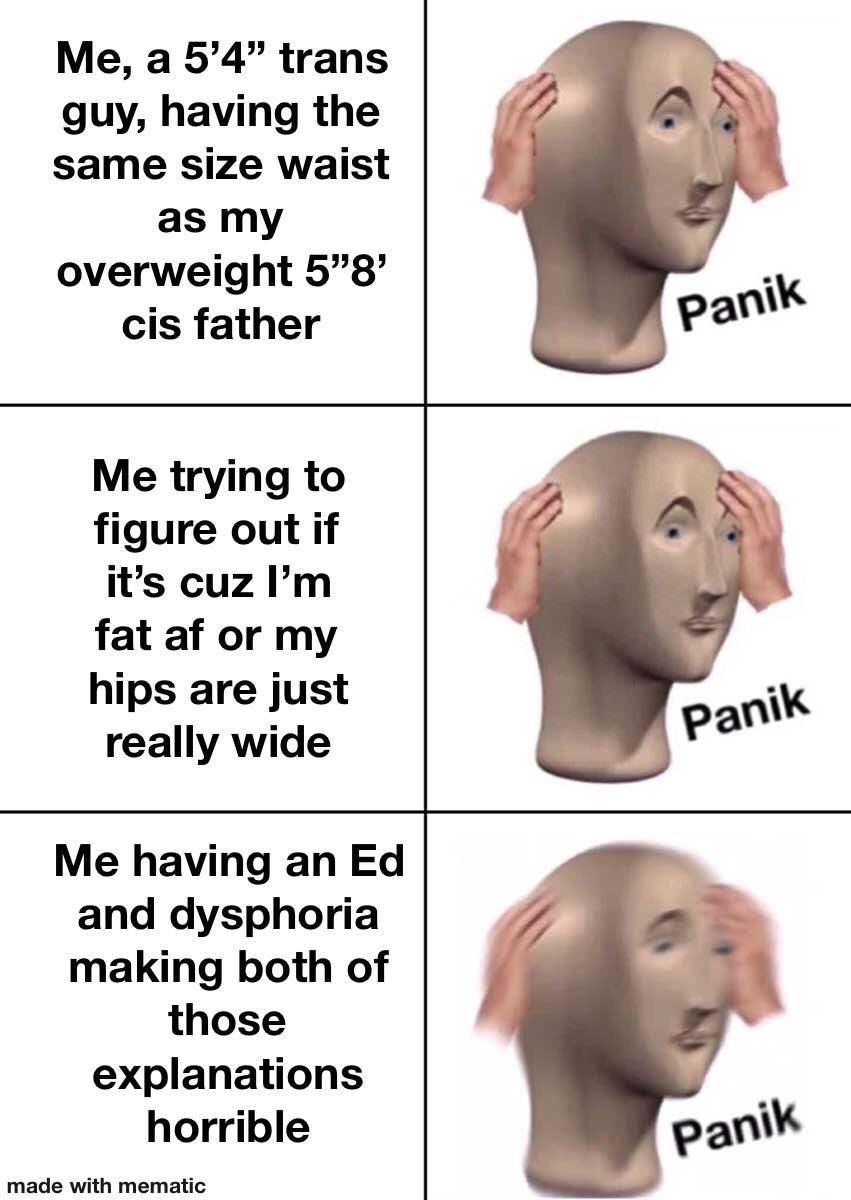 Me, a 5’4” trans
guy, having the
same size waist
as my
overweight 5”8’
cis father
Panik
Me trying to
figure out if
it’s cuz I’m
fat af or my
hips are just
really wide
Panik
Me having an Ed
and dysphoria
making both of
those
explanations
horrible
Panik
made with mematic